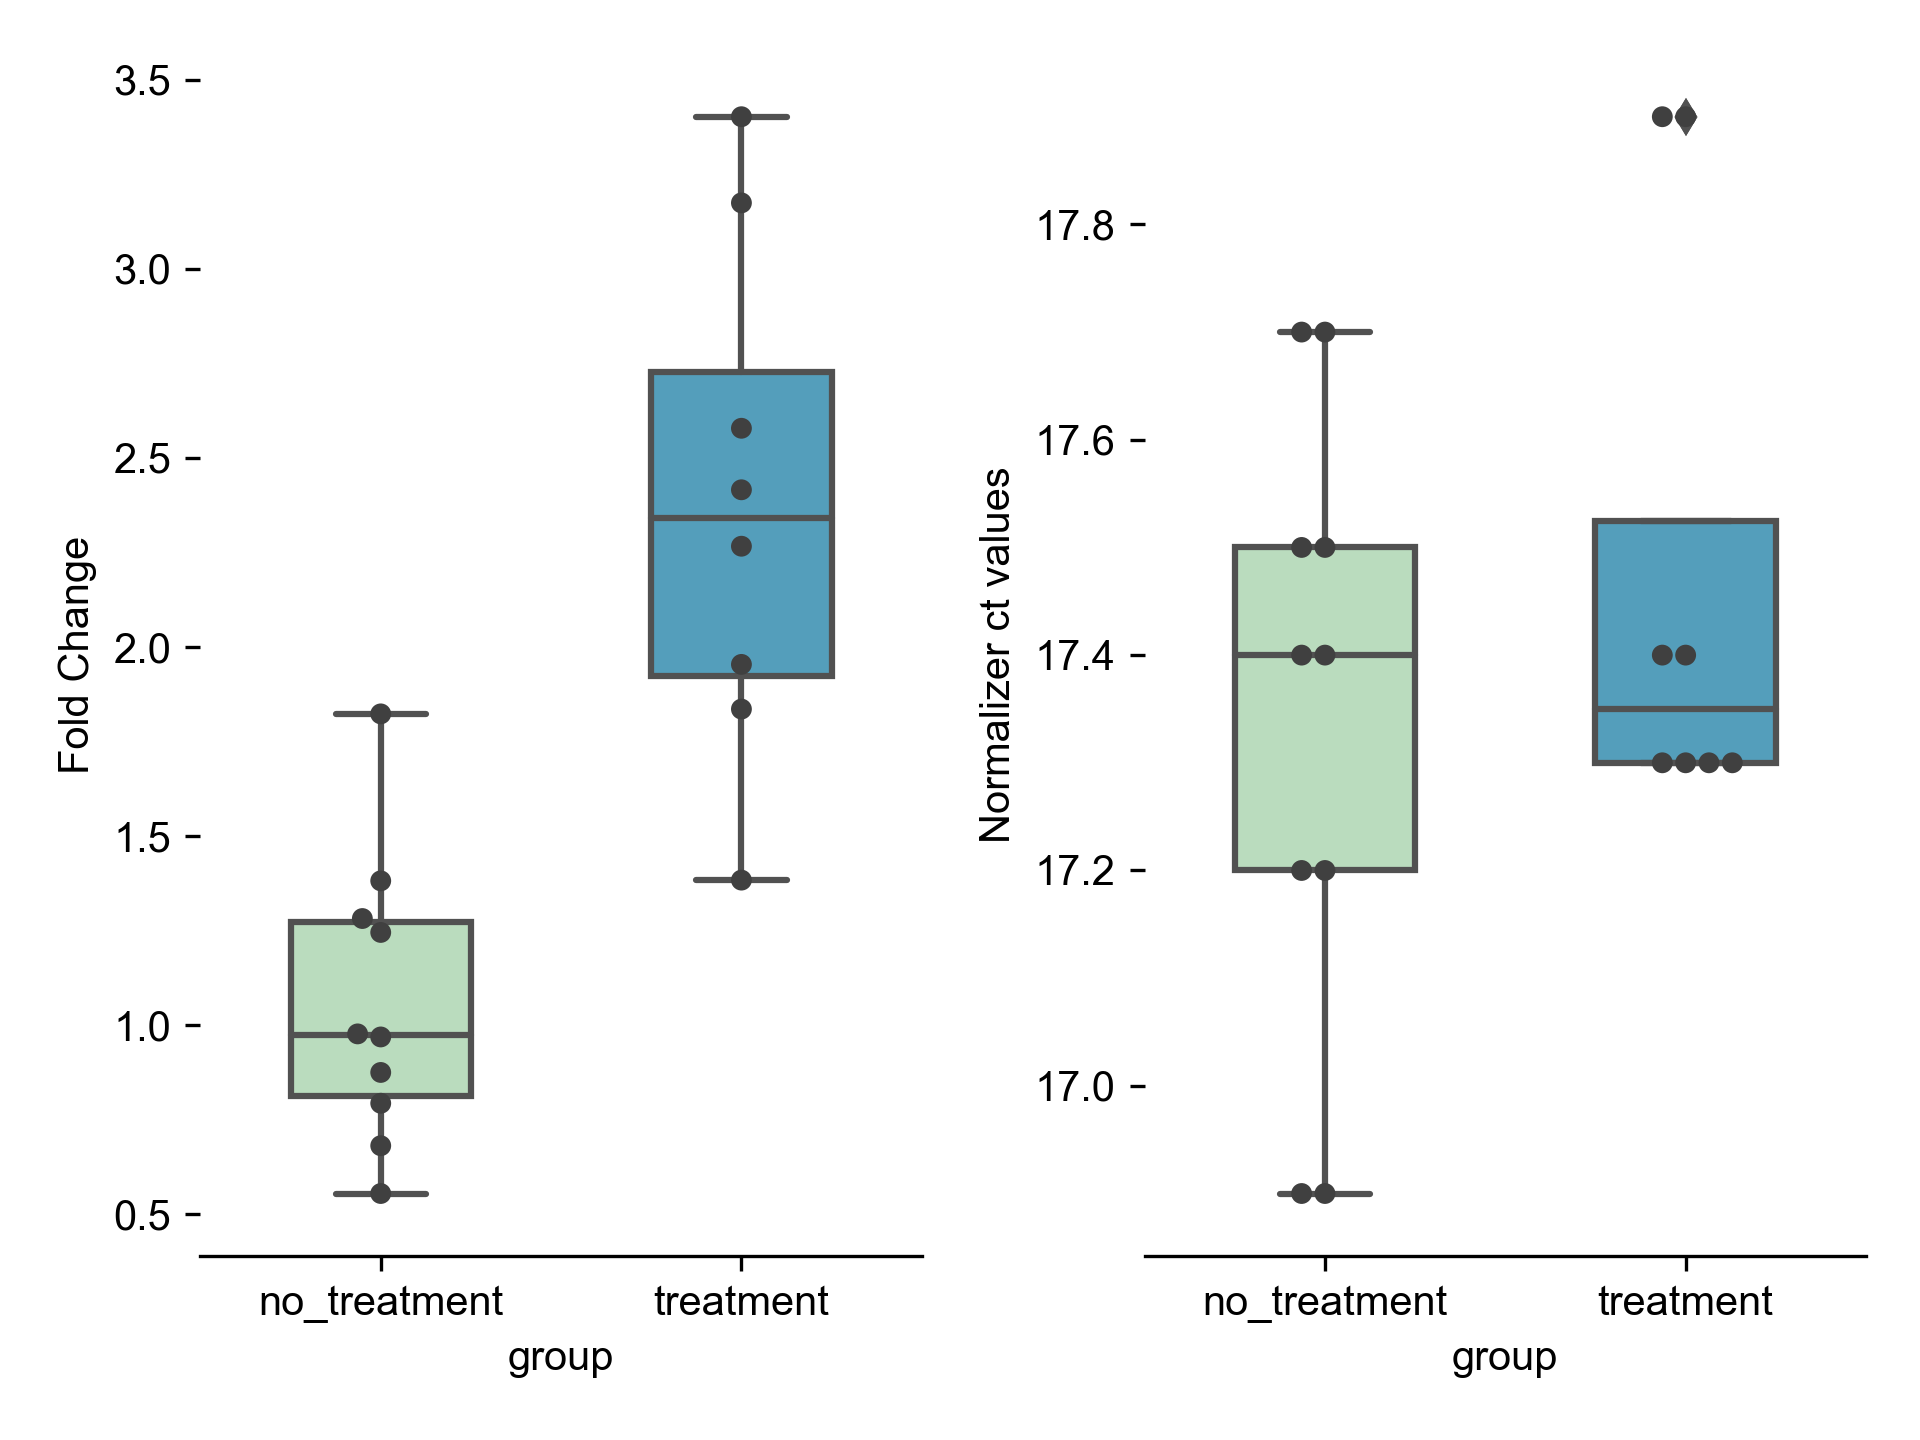 3.5
3.0
2.5
2.0
1.5
1.0
0.5
Fold Change
no_treatment
treatment
group
17.8
17.6
17.4
17.2
17.0
Normalizer ct values
no_treatment
treatment
group